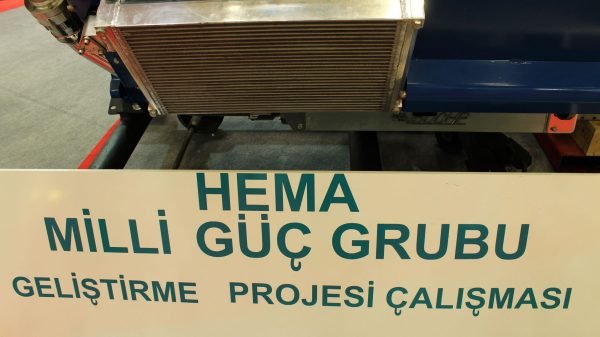 HEMA
MİLLİ GÜÇ GRUBU
GELİŞTİRME PROJESİ ÇALIŞMASI